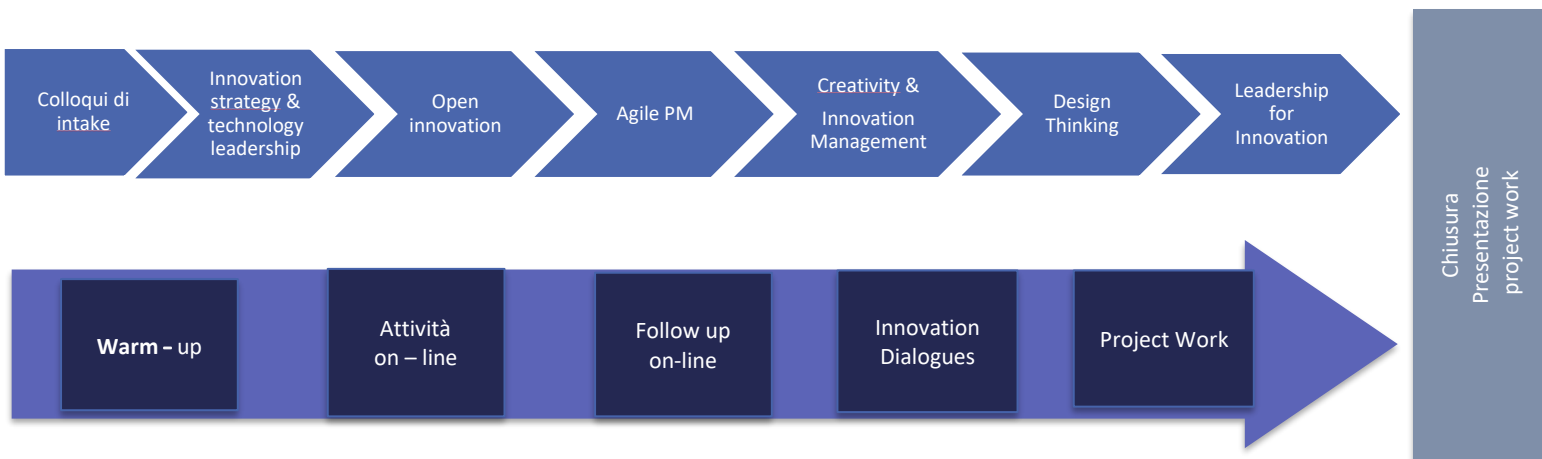 Colloqui di
intake
Innovation
strategy &
technology
leadership
Open
innovation
Agile PM
Creativity &
Innovation
Management
Design
Thinking
Leadership
for
Innovation
Warm – up
Attività
on – line
Follow up
on-line
Innovation
Dialogues
Project Work
Chiusura
Presentazione
project work